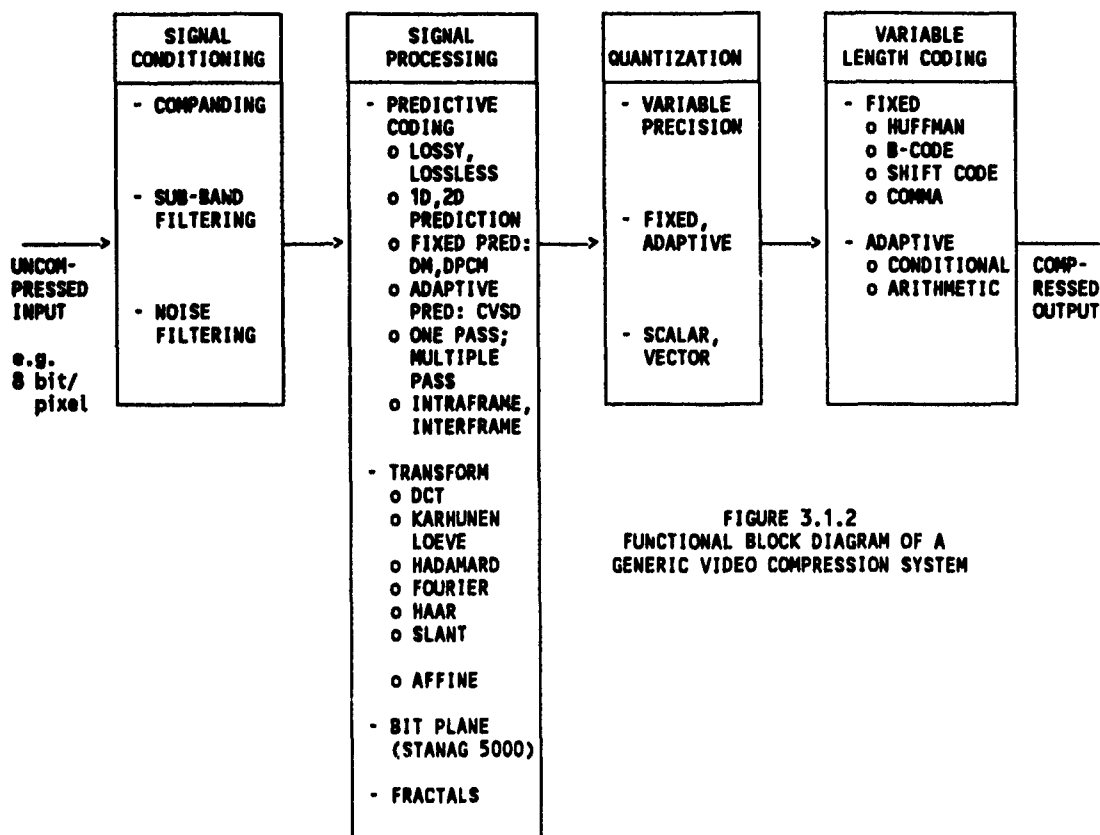 SIGNAL
CONDITIONING
- COMPANDING
- SUB-BAND
FILTERING
- NOISE
FILTERING
UNCOM-
PRESSED
INPUT
e.g.
8 bit/
pixel
SIGNAL
PROCESSING
- PREDICTIVE
CODING
o LOSSY,
LOSSLESS
o 1D,2D
PREDICTION
o FIXED PRED:
DM,DPCM
o ADAPTIVE
PRED: CVSD
o ONE PASS;
MULTIPLE
PASS
o INTRAFRAME,
INTERFRAME
- TRANSFORM
o DCT
o KARHUNEN
LOEVE
o HADAMARD
o FOURIER
o HAAR
o SLANT
o AFFINE
- BIT PLANE
(STANAG 5000)
- FRACTALS
QUANTIZATION
- VARIABLE
PRECISION
- FIXED,
ADAPTIVE
- SCALAR,
VECTOR
VARIABLE
LENGTH CODING
- FIXED
o HUFFMAN
o B-CODE
o SHIFT CODE
o COMMA
- ADAPTIVE
o CONDITIONAL
o ARITHMETIC
COMP-
RESSED
OUTPUT
FIGURE 3.1.2
FUNCTIONAL BLOCK DIAGRAM OF A
GENERIC VIDEO COMPRESSION SYSTEM